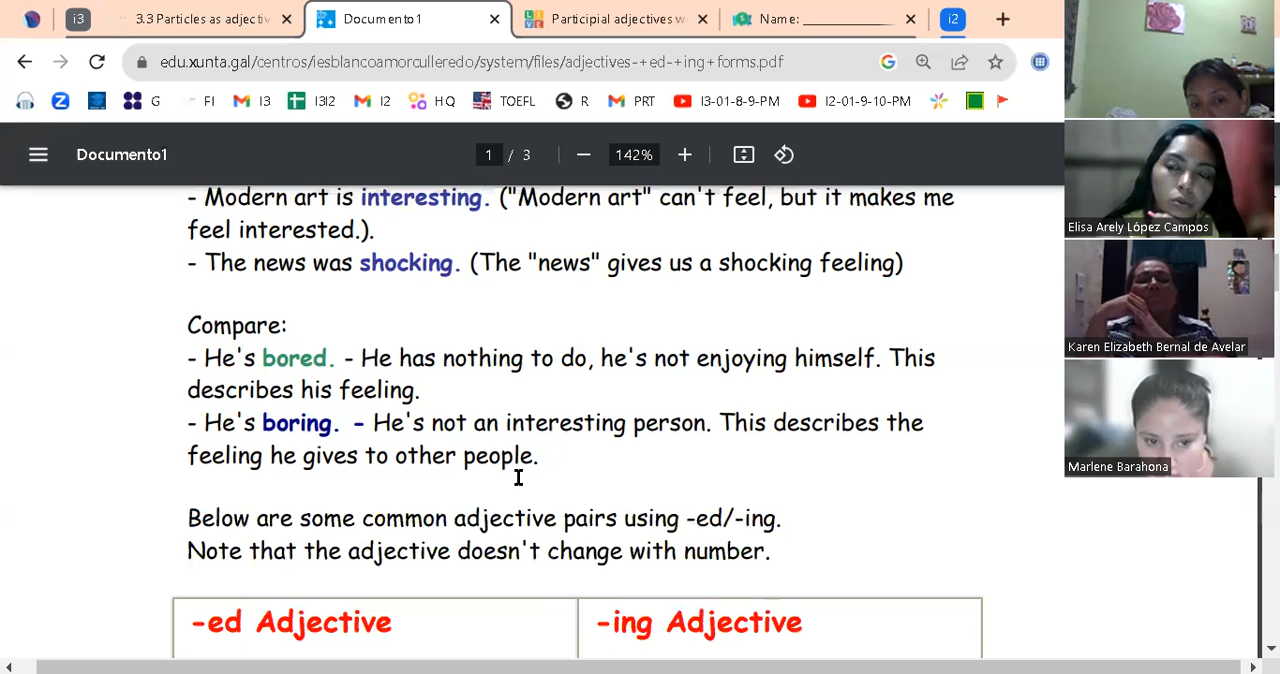 i3
3.3 Particles as adjecti
Documento1
Participial adjectives w
Name: _______________
i2
eduxunta.gal/centros/iesblancoamorculleredo/system/files/adjectives-+ed-+ing+forms.pdf
G
FI
I3
I3I2
I2
HQ
TOEFL
R
PRT
I3-01-8-9-PM
I2-01-9-10-PM
Documento1
1 / 3
142%
- Modern art is interesting. ("Modern art" can't feel, but it makes me
feel interested.).
- The news was shocking. (The "news" gives us a shocking feeling)
Compare:
- He's bored. - He has nothing to do, he's not enjoying himself. This
describes his feeling.
- He's boring. - He's not an interesting person. This describes the
feeling he gives to other people.
Below are some common adjective pairs using -ed/-ing.
Note that the adjective doesn't change with number.
-ed Adjective
-ing Adjective
Elisa Arely López Campos
Karen Elizabeth Bernal de Avelar
Marlene Barahona